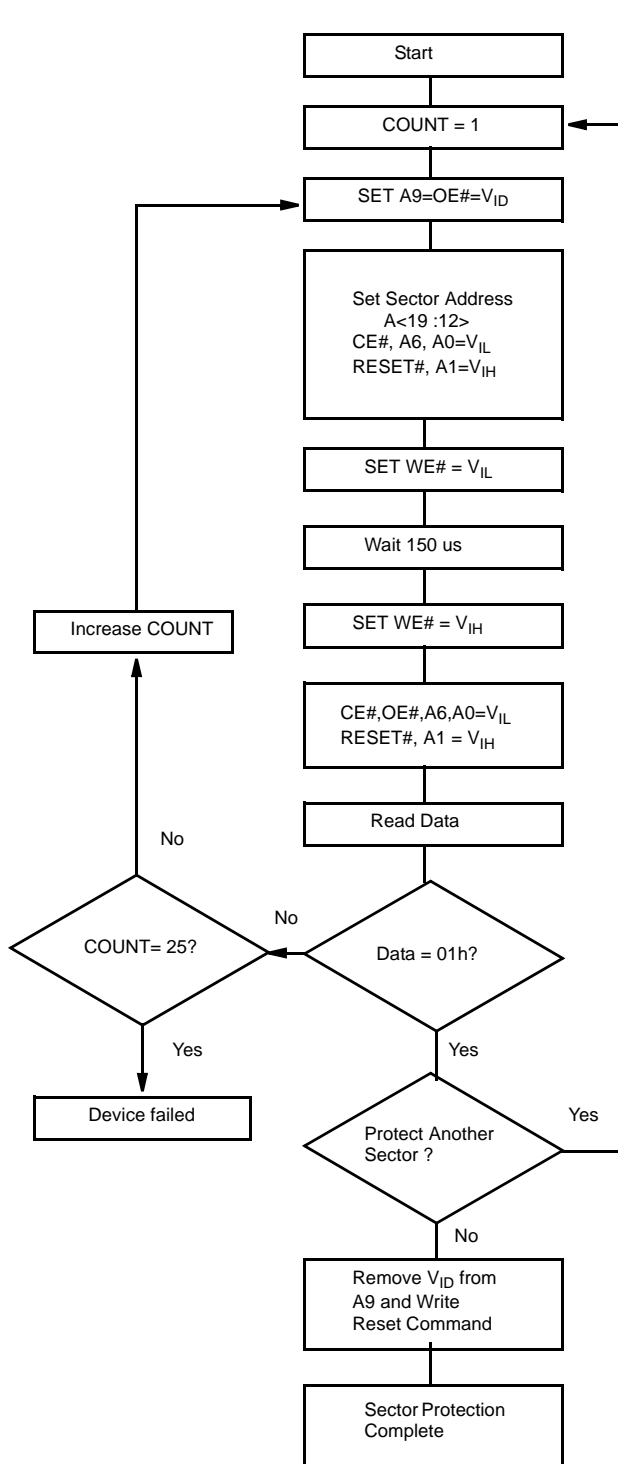 Start
COUNT = 1
SET A9=OE#=VID
Set Sector Address
A<19 :12>
CE#, A6, A0=VIL
RESET#, A1=VIH
SET WE# = VIL
Wait 150 us
Increase COUNT
SET WE# = VIH
CE#,OE#,A6,A0=VIL
RESET#, A1 = VIH
Read Data
No
No
COUNT= 25?
Data = 01h?
Yes
Yes
Device failed
Protect Another
Sector ?
Yes
No
Remove VID from
A9 and Write
Reset Command
Sector Protection
Complete